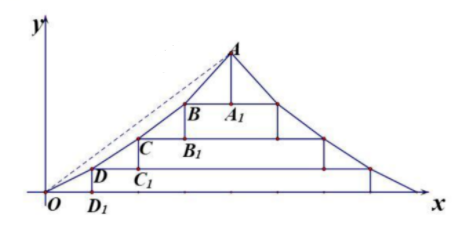 y
A
B A₁
C B₁
D C₁
O D₁ x